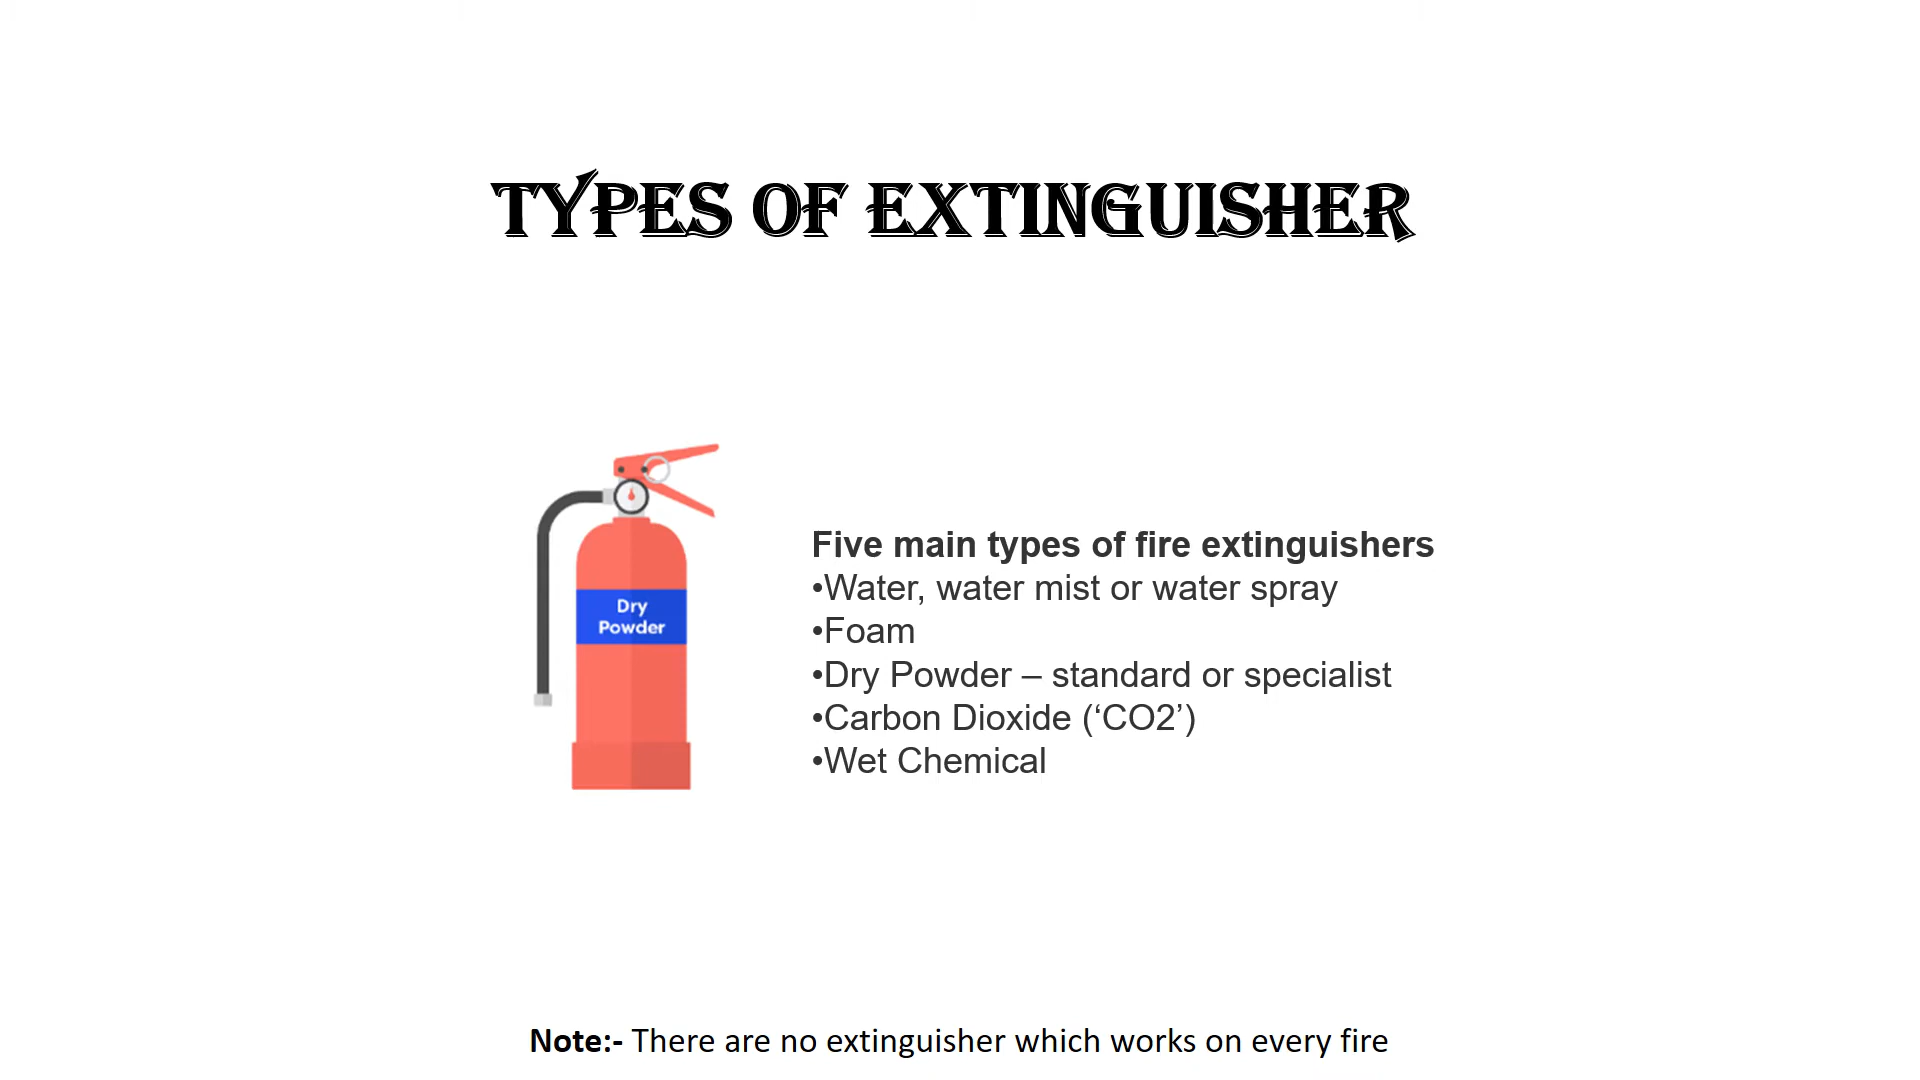 TYPES OF EXTINGUISHER
Dry
Powder
Five main types of fire extinguishers
•Water, water mist or water spray
•Foam
•Dry Powder – standard or specialist
•Carbon Dioxide (‘CO2’)
•Wet Chemical
Note:- There are no extinguisher which works on every fire